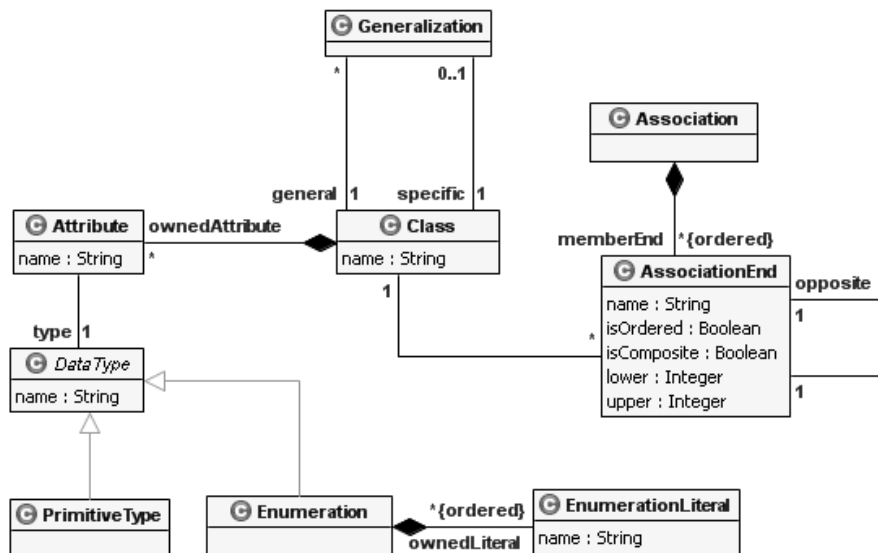 C Generalization
* 0..1
C Association
general 1 specific 1
C Attribute ownedAttribute C Class
name : String * name : String
memberEnd *{ordered}
C AssociationEnd
1 name : String opposite
isOrdered : Boolean 1
type 1 * isComposite : Boolean
C DataType lower : Integer
name : String upper : Integer 1
C PrimitiveType C Enumeration *{ordered} C EnumerationLiteral
ownedLiteral name : String